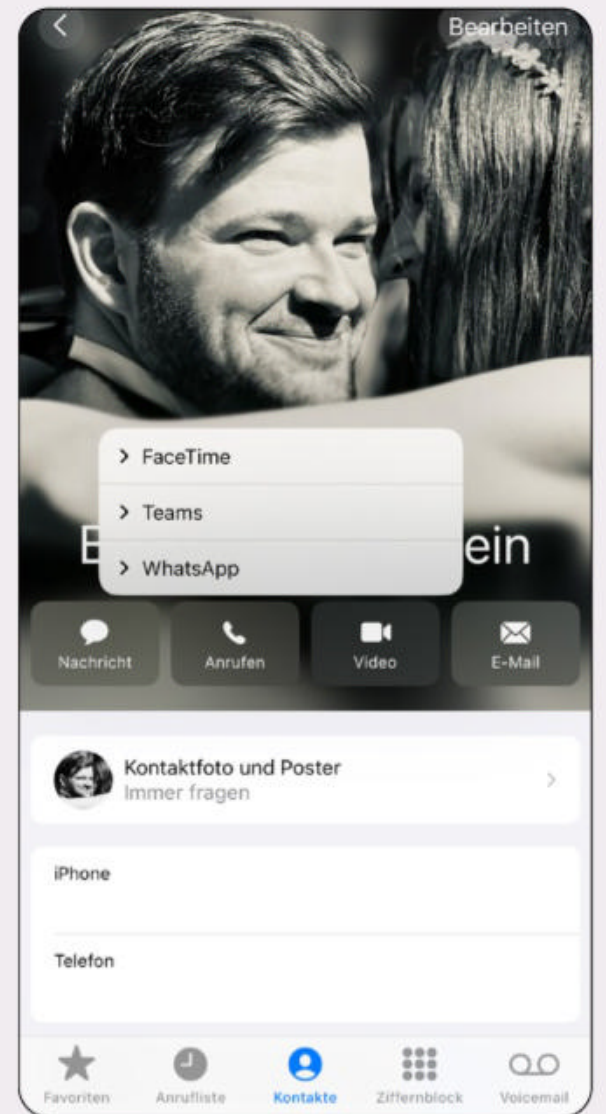 Bearbeiten
FaceTime
Teams
WhatsApp
ein
Nachricht Anrufen Video E-Mail
Kontaktfoto und Poster
Immer fragen
iPhone
Telefon
Favoriten Anrufliste Kontakte Ziffernblock Voicemail